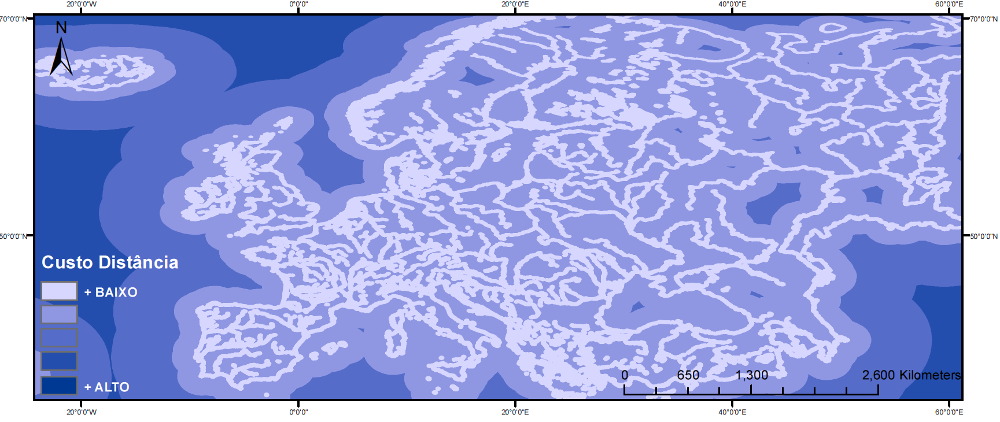 20°0'0"W 0°0'0" 20°0'0"E 40°0'0"E 60°0'0"E
70°0'0"N 70°0'0"N
N
50°0'0"N 50°0'0"N
Custo Distância
+ BAIXO
+ ALTO
0 650 1,300 2,600 Kilometers
20°0'0"W 0°0'0" 20°0'0"E 40°0'0"E 60°0'0"E